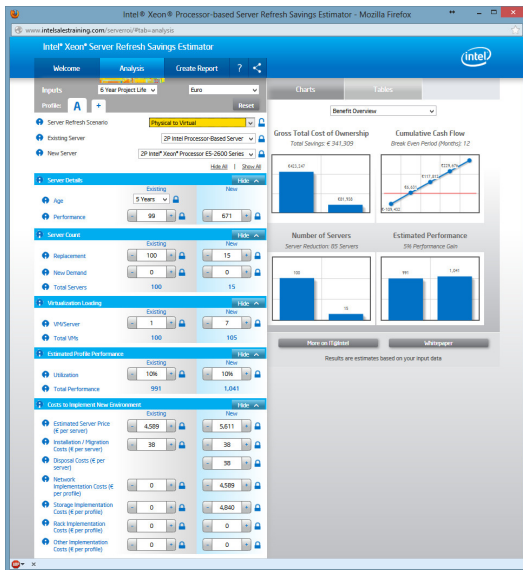 Intel® Xeon® Processor-based Server Refresh Savings Estimator - Mozilla Firefox
www.intelsalestraining.com/serverroi/#tab=analysis
Intel® Xeon® Server Refresh Savings Estimator
Welcome Analysis Create Report ?
(intel)
Inputs 6 Year Project Life Euro
Profile: A + Reset
Server Refresh Scenario Physical to Virtual
Existing Server 2P Intel Processor-Based Server
New Server 2P Intel® Xeon® Processor E5-2600 Series
Hide All | Show All
Server Details Hide
Existing New
Age 5 Years
Performance - 99 + - 671 +
Server Count Hide
Existing New
Replacement - 100 + - 15 +
New Demand - 0 + - 0 +
Total Servers 100 15
Virtualization Loading Hide
Existing New
VM/Server - 1 + - 7 +
Total VMs 100 105
Estimated Profile Performance Hide
Existing New
Utilization - 10% + - 10% +
Total Performance 991 1,041
Costs to Implement New Environment Hide
Existing New
Estimated Server Price (€ per server) - 4,589 + - 5,611 +
Installation / Migration Costs (€ per server) - 38 + - 38 +
Disposal Costs (€ per server) - 38 +
Network Implementation Costs (€ per profile) - 0 + - 4,589 +
Storage Implementation Costs (€ per profile) - 0 + - 4,840 +
Rack Implementation Costs (€ per profile) - 0 + - 0 +
Other Implementation Costs (€ per profile) - 0 + - 0 +
Charts Tables
Benefit Overview
Gross Total Cost of Ownership
Total Savings: € 341,309
Cumulative Cash Flow
Break Even Period (Months): 12
Number of Servers
Server Reduction: 85 Servers
100
15
Estimated Performance
5% Performance Gain
991
1,041
More on IT@Intel Whitepaper
Results are estimates based on your input data
ABP